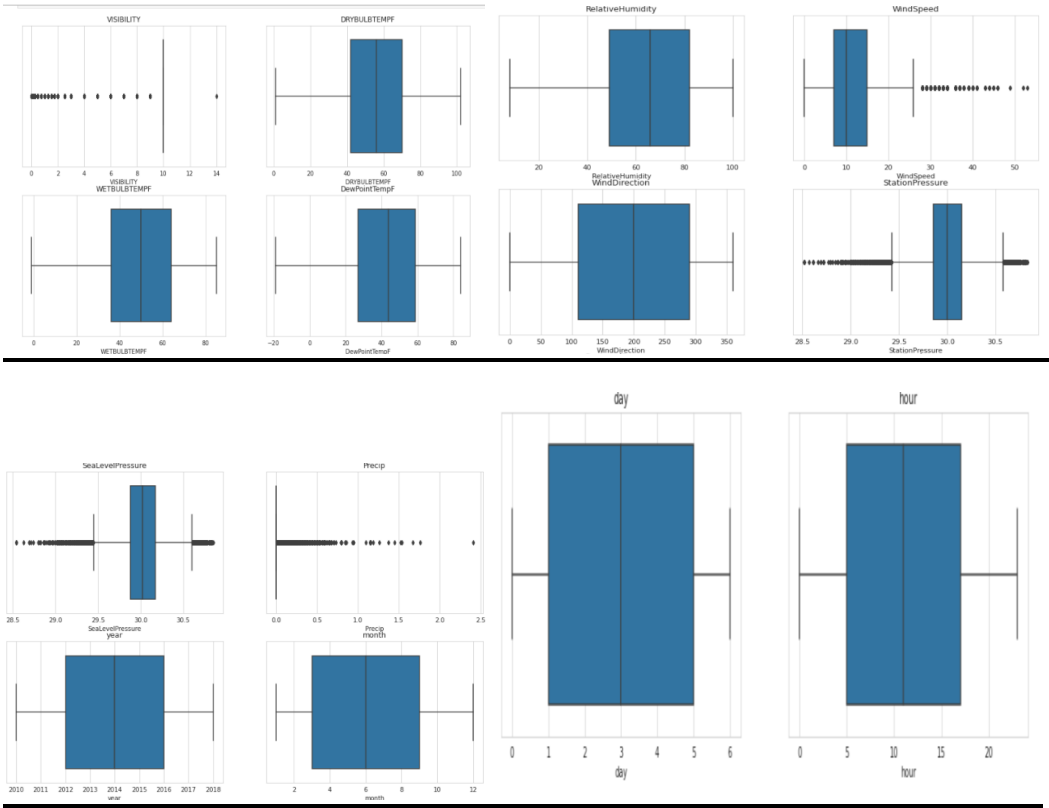 VISIBILITY
0 2 4 6 8 10 12 14
VISIBILITY
DRYBULBTEMPF
0 20 40 60 80 100
DRYBULBTEMPF
RelativeHumidity
20 40 60 80 100
RelativeHumidity
WindSpeed
0 10 20 30 40 50
WindSpeed
WETBULBTEMPF
0 20 40 60 80
WETBULBTEMPF
DewPointTempF
−20 0 20 40 60 80
DewPointTempF
WindDirection
0 50 100 150 200 250 300 350
WindDirection
StationPressure
28.5 29.0 29.5 30.0 30.5
StationPressure
SeaLevelPressure
28.5 29.0 29.5 30.0 30.5
SeaLevelPressure
Precip
0.0 0.5 1.0 1.5 2.0 2.5
Precip
year
2010 2011 2012 2013 2014 2015 2016 2017 2018
year
month
2 4 6 8 10 12
month
day
0 1 2 3 4 5 6
day
hour
0 5 10 15 20
hour